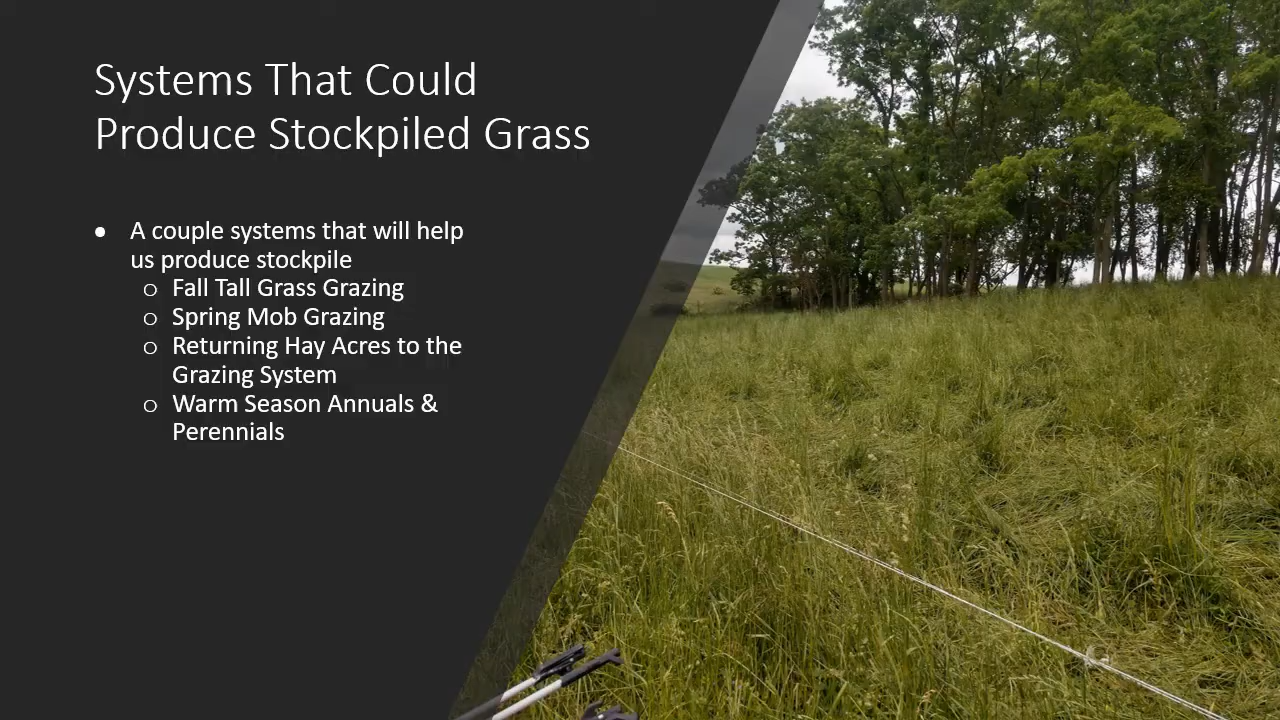 Systems That Could
Produce Stockpiled Grass
● A couple systems that will help
us produce stockpile
o Fall Tall Grass Grazing
o Spring Mob Grazing
o Returning Hay Acres to the
Grazing System
o Warm Season Annuals &
Perennials